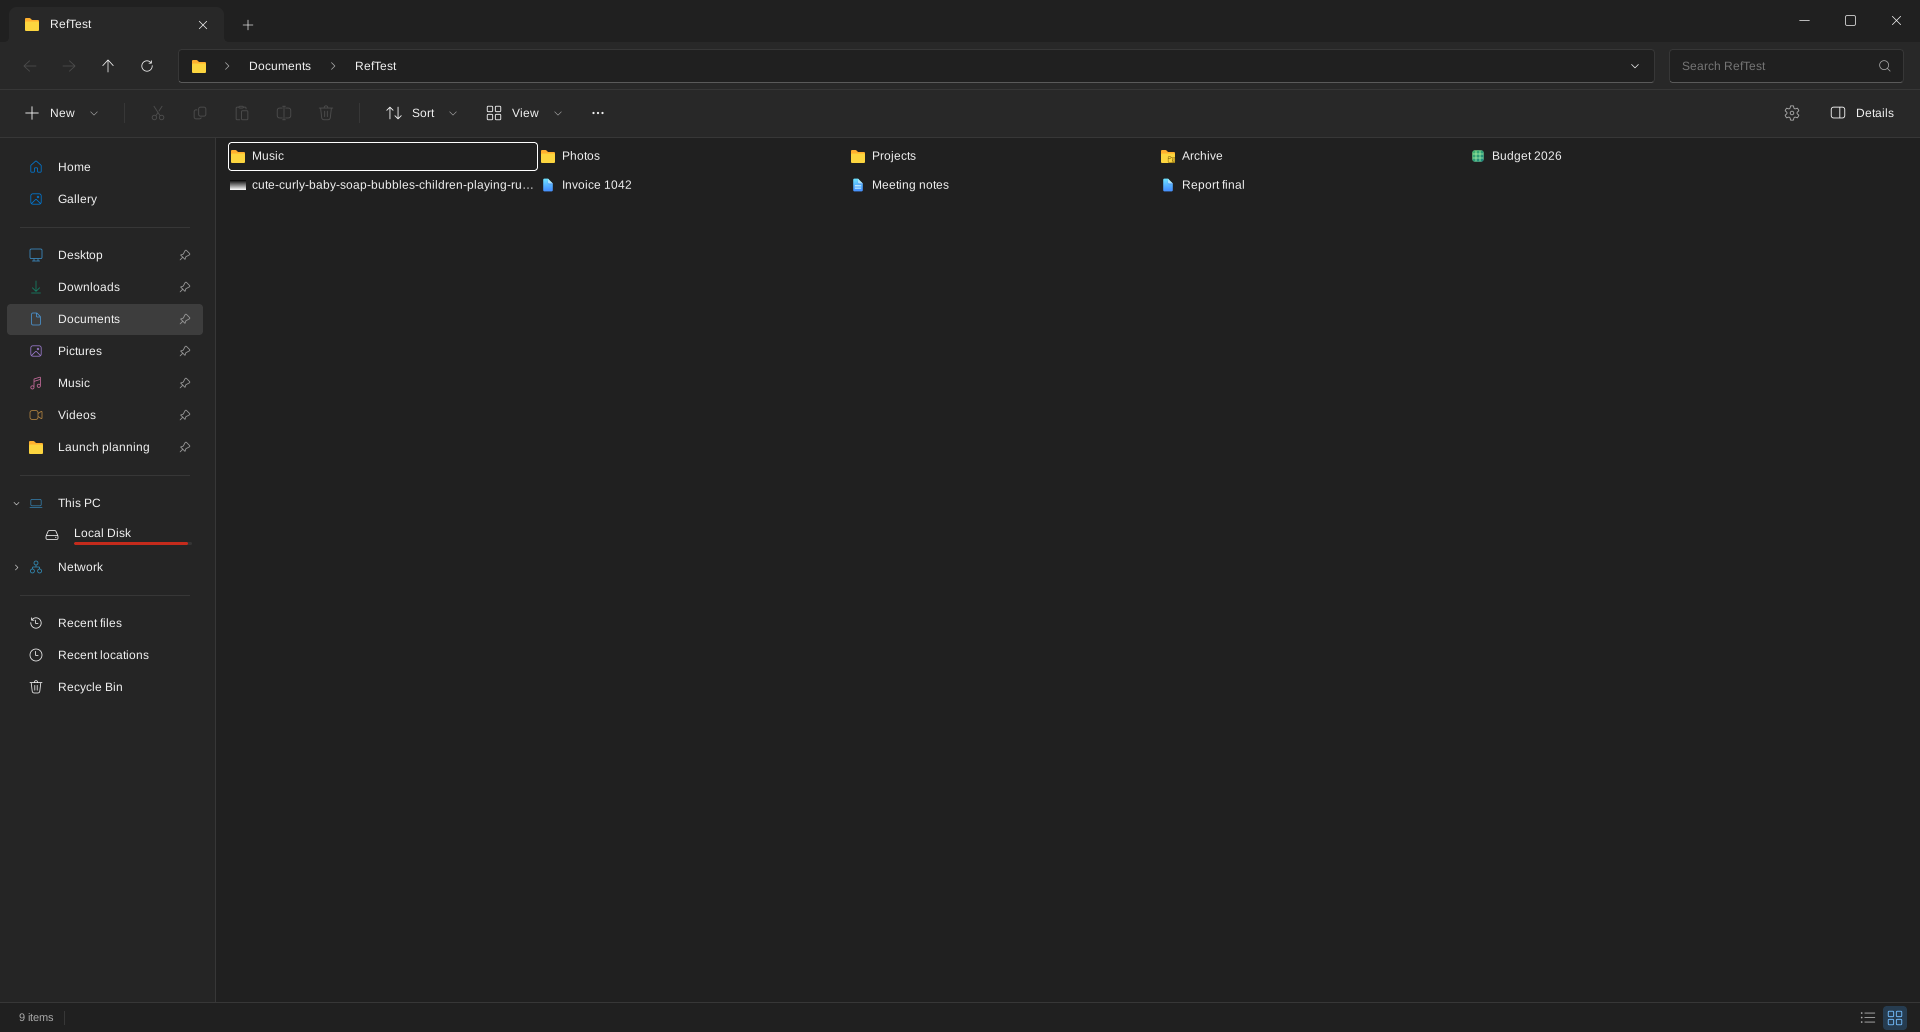 RefTest
Documents
RefTest
Search RefTest
New
Sort
View
Details
Home
Gallery
Desktop
Downloads
Documents
Pictures
Music
Videos
Launch planning
This PC
Local Disk
Network
Recent files
Recent locations
Recycle Bin
Music
Photos
Projects
Archive
Budget 2026
cute-curly-baby-soap-bubbles-children-playing-ru...
Invoice 1042
Meeting notes
Report final
9 items